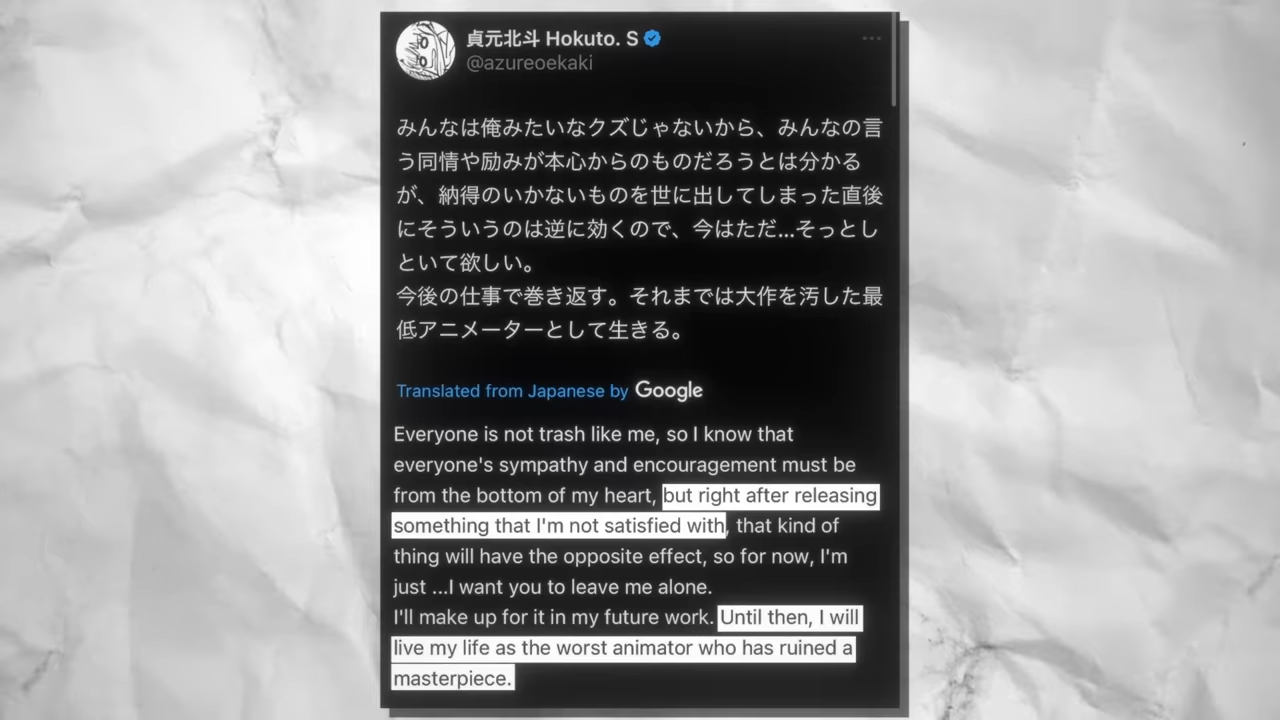 貞元北斗 Hokuto. S
@azureoekaki
みんなは俺みたいなクズじゃないから、みんなの言
う同情や励みが本心からのものだろうとは分かる
が、納得のいかないものを世に出してしまった直後
にそういうのは逆に効くので、今はただ...そっとし
といて欲しい。
今後の仕事で巻き返す。それまでは大作を汚した最
低アニメーターとして生きる。
Translated from Japanese by Google
Everyone is not trash like me, so I know that
everyone's sympathy and encouragement must be
from the bottom of my heart, but right after releasing
something that I'm not satisfied with, that kind of
thing will have the opposite effect, so for now, I'm
just ...I want you to leave me alone.
I'll make up for it in my future work. Until then, I will
live my life as the worst animator who has ruined a
masterpiece.